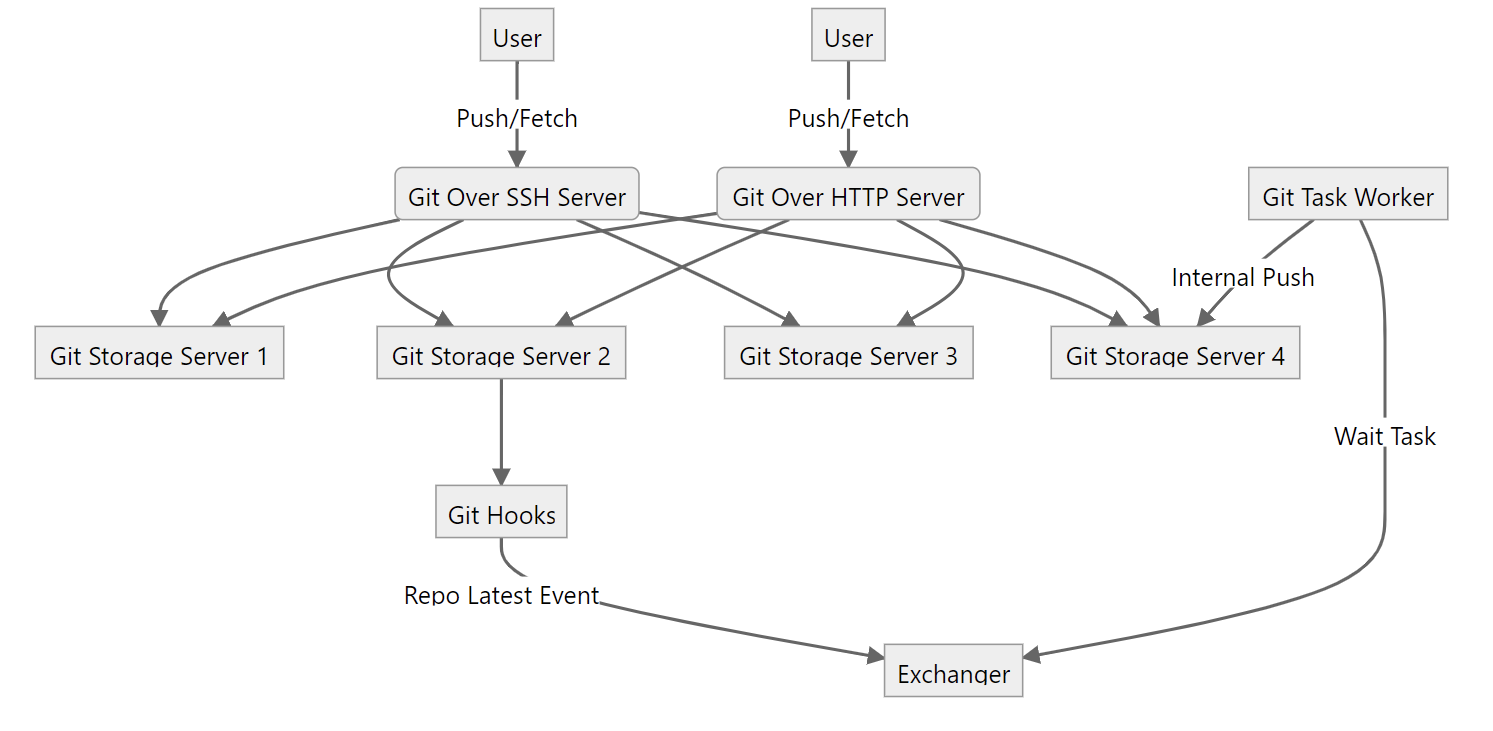 User
User
Push/Fetch
Push/Fetch
Git Over SSH Server
Git Over HTTP Server
Git Task Worker
Internal Push
Git Storage Server 1
Git Storage Server 2
Git Storage Server 3
Git Storage Server 4
Wait Task
Git Hooks
Repo Latest Event
Exchanger